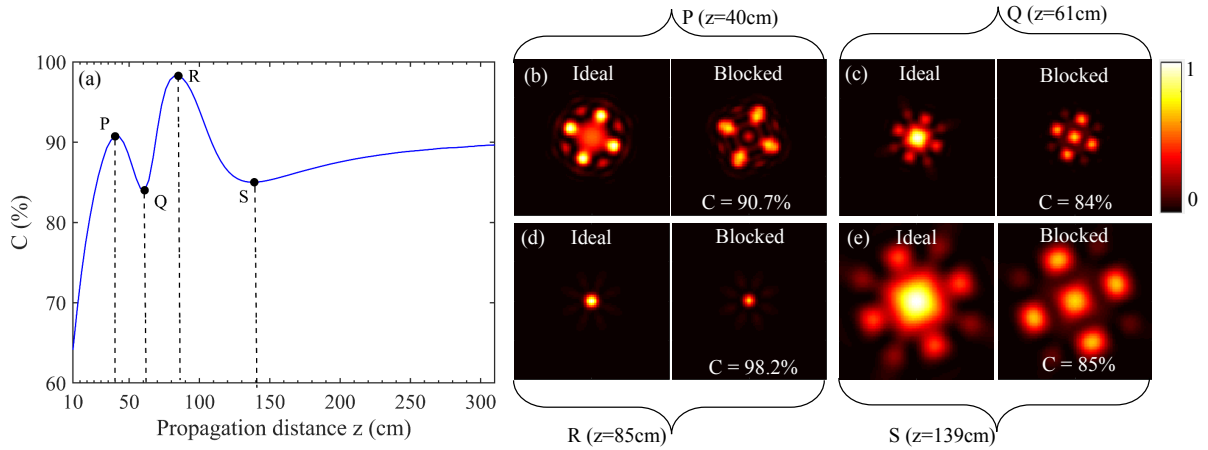 P (z=40cm)
Q (z=61cm)
(a)
100
90
80
70
60
C (%)
P
Q
R
S
10
50
100
150
200
250
300
Propagation distance z (cm)
(b) Ideal
Blocked
C = 90.7%
(c) Ideal
Blocked
C = 84%
1
0
(d) Ideal
Blocked
C = 98.2%
(e) Ideal
Blocked
C = 85%
R (z=85cm)
S (z=139cm)